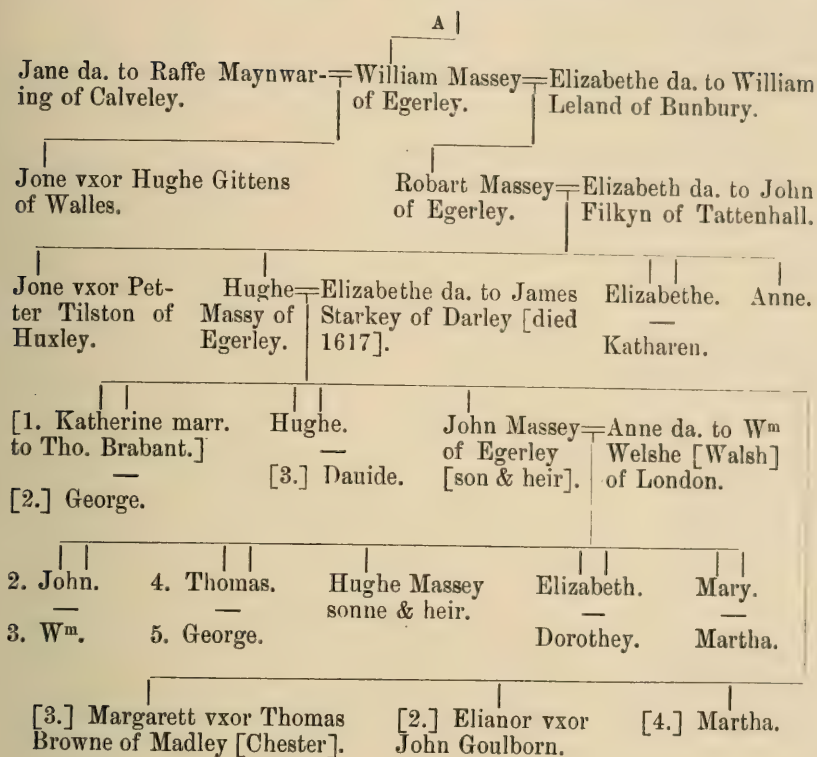 A
Jane da. to Raffe Maynwar- William Massey Elizabethe da. to William
ing of Calveley. of Egerley. Leland of Bunbury.
Jone vxor Hughe Gittens Robart Massey Elizabeth da. to John
of Walles. of Egerley. Filkyn of Tattenhall.
Jone vxor Pet- Hughe Elizabethe da. to James Elizabethe. Anne.
ter Tilston of Massy of Starkey of Darley [died
Huxley. Egerley. 1617]. Katharen.
[1. Katherine marr. Hughe. John Massey Anne da. to Wᵐ
to Tho. Brabant.] of Egerley Welshe [Walsh]
[3.] Dauide. [son & heir]. of London.
[2.] George.
2. John. 4. Thomas. Hughe Massey Elizabeth. Mary.
sonne & heir.
3. Wᵐ. 5. George. Dorothey. Martha.
[3.] Margarett vxor Thomas [2.] Elianor vxor [4.] Martha.
Browne of Madley [Chester]. John Goulborn.